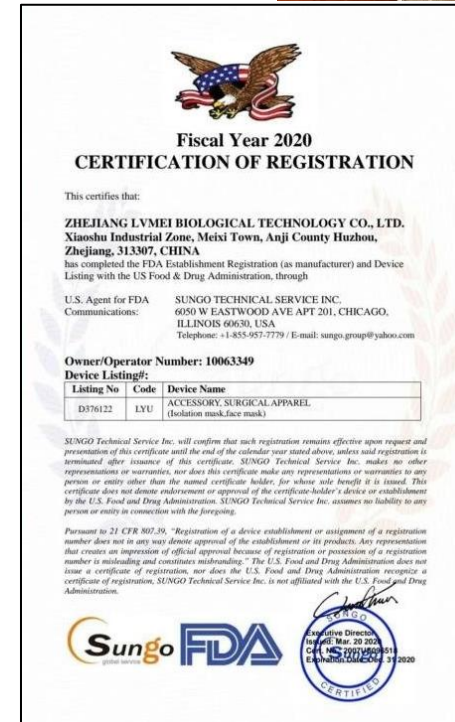 Fiscal Year 2020
CERTIFICATION OF REGISTRATION
This certifies that:
ZHEJIANG LVMEI BIOLOGICAL TECHNOLOGY CO., LTD.
Xiaoshu Industrial Zone, Meixi Town, Anji County Huzhou,
Zhejiang, 313307, CHINA
has completed the FDA Establishment Registration (as manufacturer) and Device
Listing with the US Food & Drug Administration, through
U.S. Agent for FDA SUNGO TECHNICAL SERVICE INC.
Communications: 6050 W EASTWOOD AVE APT 201, CHICAGO,
ILLINOIS 60630, USA
Telephone: +1-855-957-7779 / E-mail: sungo.group@yahoo.com
Owner/Operator Number: 10063349
Device Listing#:
Listing No Code Device Name
D376122 LYU ACCESSORY, SURGICAL APPAREL
(Isolation mask,face mask)
SUNGO Technical Service Inc. will confirm that such registration remains effective upon request and
presentation of this certificate until the end of the calendar year stated above, unless said registration is
terminated after issuance of this certificate. SUNGO Technical Service Inc. makes no other
representations or warranties, nor does this certificate make any representations or warranties to any
person or entity other than the named certificate holder, for whose sole benefit it is issued. This
certificate does not denote endorsement or approval of the certificate-holder's device or establishment
by the U.S. Food and Drug Administration. SUNGO Technical Service Inc. assumes no liability to any
person or entity in connection with the foregoing.
Pursuant to 21 CFR 807.39, "Registration of a device establishment or assignment of a registration
number does not in any way denote approval of the establishment or its products. Any representation
that creates an impression of official approval because of registration or possession of a registration
number is misleading and constitutes misbranding." The U.S. Food and Drug Administration does not
issue a certificate of registration, nor does the U.S. Food and Drug Administration recognize a
certificate of registration, SUNGO Technical Service Inc. is not affiliated with the U.S. Food and Drug
Administration.
Sungo FDA
global service
SUNGO
Executive Director
Issued: Mar. 20 2020
Expiration Date: Dec. 31 2020
CERTIFIED